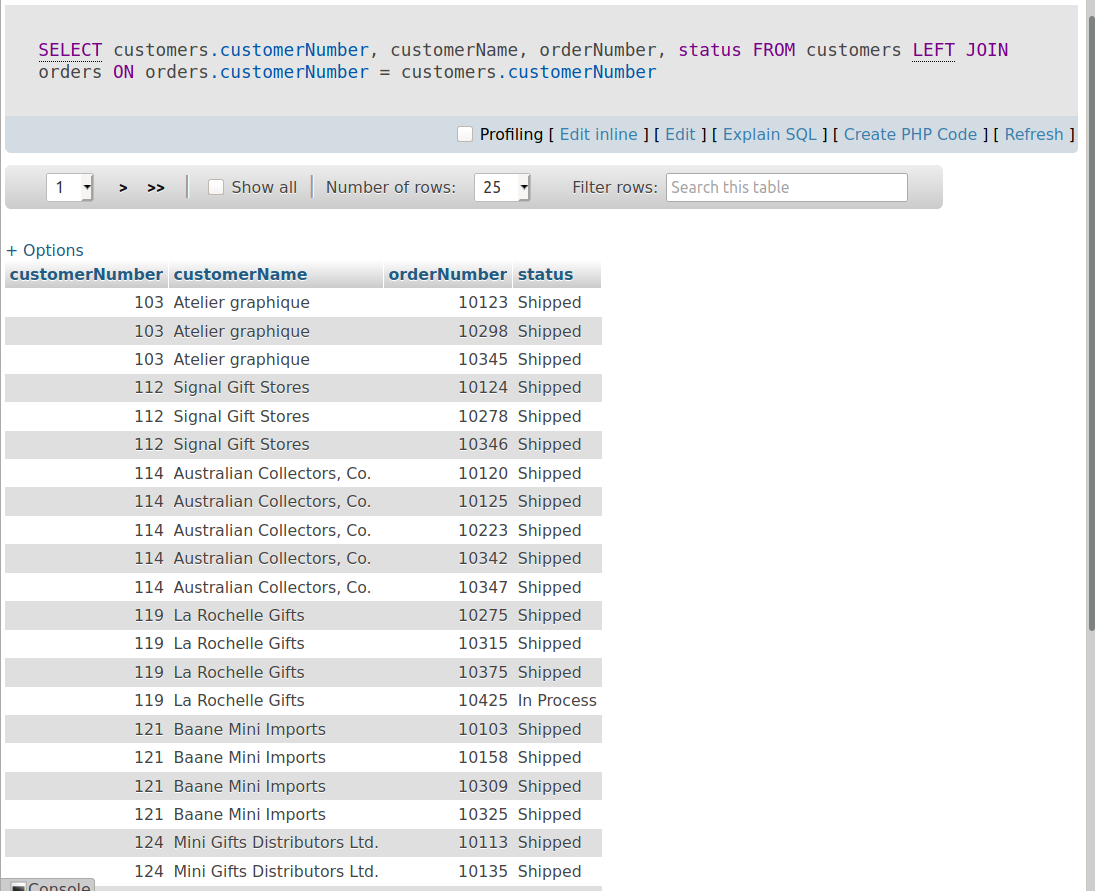 SELECT customers.customerNumber, customerName, orderNumber, status FROM customers LEFT JOIN
orders ON orders.customerNumber = customers.customerNumber
Profiling [ Edit inline ] [ Edit ] [ Explain SQL ] [ Create PHP Code ] [ Refresh ]
1 > >> Show all Number of rows: 25 Filter rows: Search this table
+ Options
customerNumber customerName orderNumber status
103 Atelier graphique 10123 Shipped
103 Atelier graphique 10298 Shipped
103 Atelier graphique 10345 Shipped
112 Signal Gift Stores 10124 Shipped
112 Signal Gift Stores 10278 Shipped
112 Signal Gift Stores 10346 Shipped
114 Australian Collectors, Co. 10120 Shipped
114 Australian Collectors, Co. 10125 Shipped
114 Australian Collectors, Co. 10223 Shipped
114 Australian Collectors, Co. 10342 Shipped
114 Australian Collectors, Co. 10347 Shipped
119 La Rochelle Gifts 10275 Shipped
119 La Rochelle Gifts 10315 Shipped
119 La Rochelle Gifts 10375 Shipped
119 La Rochelle Gifts 10425 In Process
121 Baane Mini Imports 10103 Shipped
121 Baane Mini Imports 10158 Shipped
121 Baane Mini Imports 10309 Shipped
121 Baane Mini Imports 10325 Shipped
124 Mini Gifts Distributors Ltd. 10113 Shipped
124 Mini Gifts Distributors Ltd. 10135 Shipped
Console